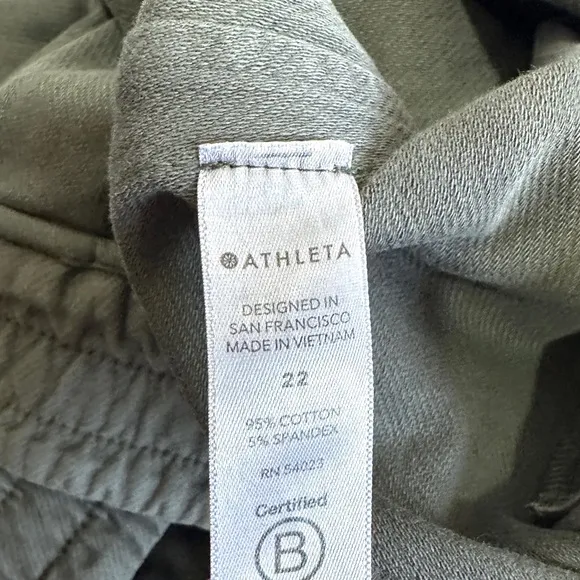 ATHLETA
DESIGNED IN
SAN FRANCISCO
MADE IN VIETNAM
22
95% COTTON
5% SPANDEX
RN 54023
Certified
B